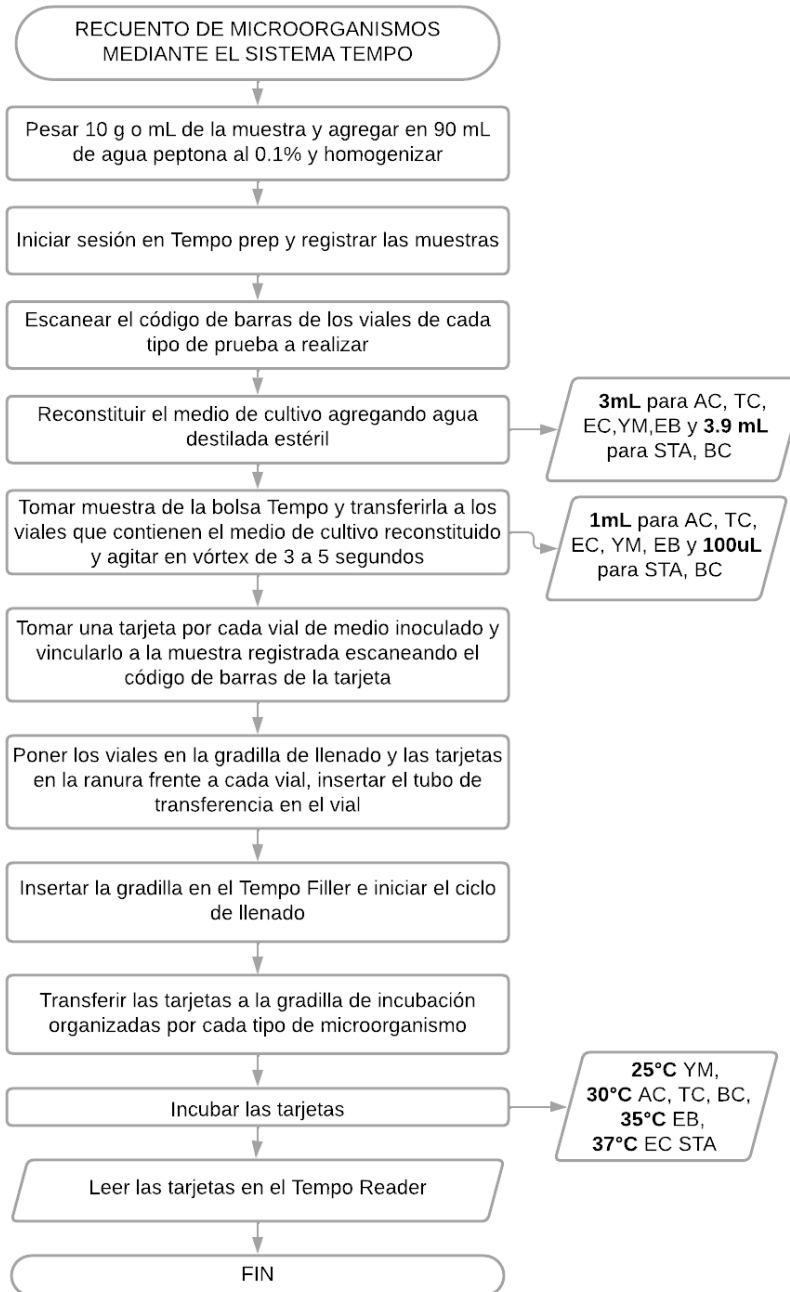 RECUENTO DE MICROORGANISMOS
MEDIANTE EL SISTEMA TEMPO
Pesar 10 g o mL de la muestra y agregar en 90 mL
de agua peptona al 0.1% y homogenizar
Iniciar sesión en Tempo prep y registrar las muestras
Escanear el código de barras de los viales de cada
tipo de prueba a realizar
Reconstituir el medio de cultivo agregando agua
destilada estéril
3mL para AC, TC,
EC,YM,EB y 3.9 mL
para STA, BC
Tomar muestra de la bolsa Tempo y transferirla a los
viales que contienen el medio de cultivo reconstituido
y agitar en vórtex de 3 a 5 segundos
1mL para AC, TC,
EC, YM, EB y 100uL
para STA, BC
Tomar una tarjeta por cada vial de medio inoculado y
vincularlo a la muestra registrada escaneando el
código de barras de la tarjeta
Poner los viales en la gradilla de llenado y las tarjetas
en la ranura frente a cada vial, insertar el tubo de
transferencia en el vial
Insertar la gradilla en el Tempo Filler e iniciar el ciclo
de llenado
Transferir las tarjetas a la gradilla de incubación
organizadas por cada tipo de microorganismo
Incubar las tarjetas
25°C YM,
30°C AC, TC, BC,
35°C EB,
37°C EC STA
Leer las tarjetas en el Tempo Reader
FIN